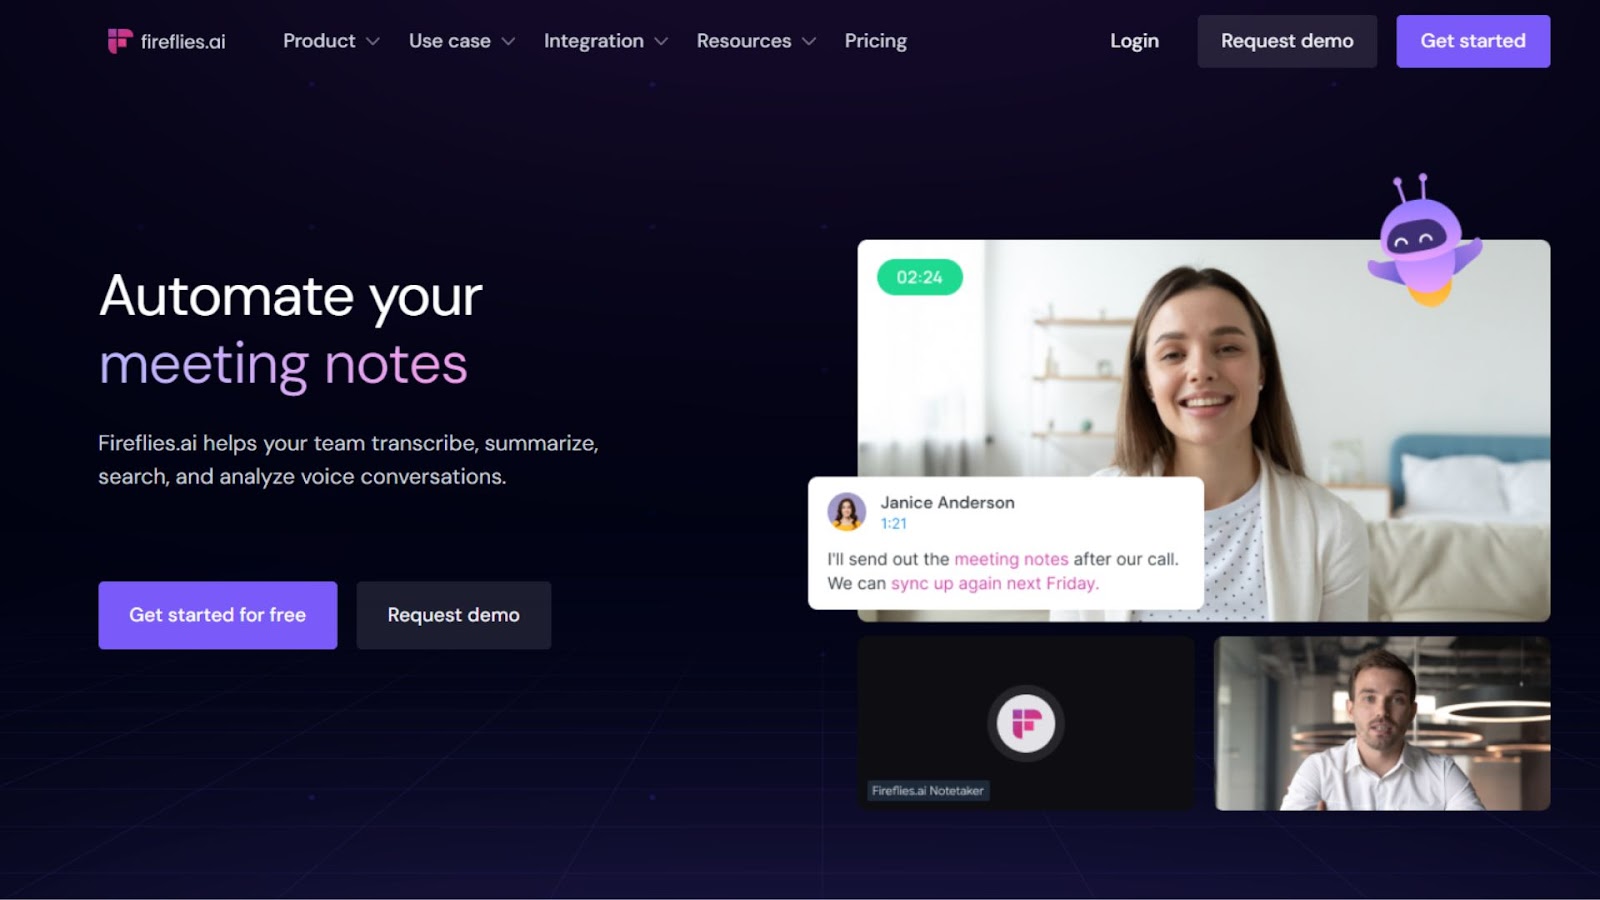 fireflies.ai
Product
Use case
Integration
Resources
Pricing
Login
Request demo
Get started
Automate your
meeting notes
Fireflies.ai helps your team transcribe, summarize,
search, and analyze voice conversations.
Get started for free
Request demo
02:24
Janice Anderson
1:21
I'll send out the meeting notes after our call.
We can sync up again next Friday.
Fireflies.ai Notetaker